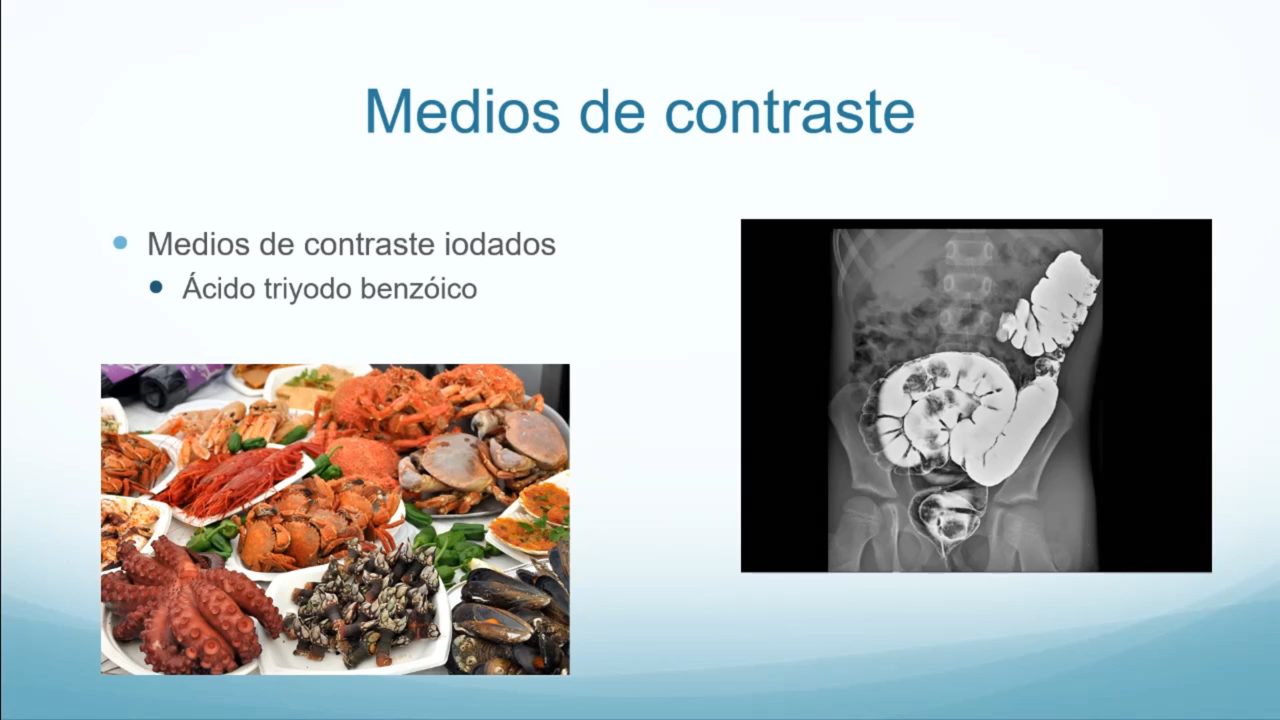 Medios de contraste
Medios de contraste iodados
Ácido triyodo benzóico